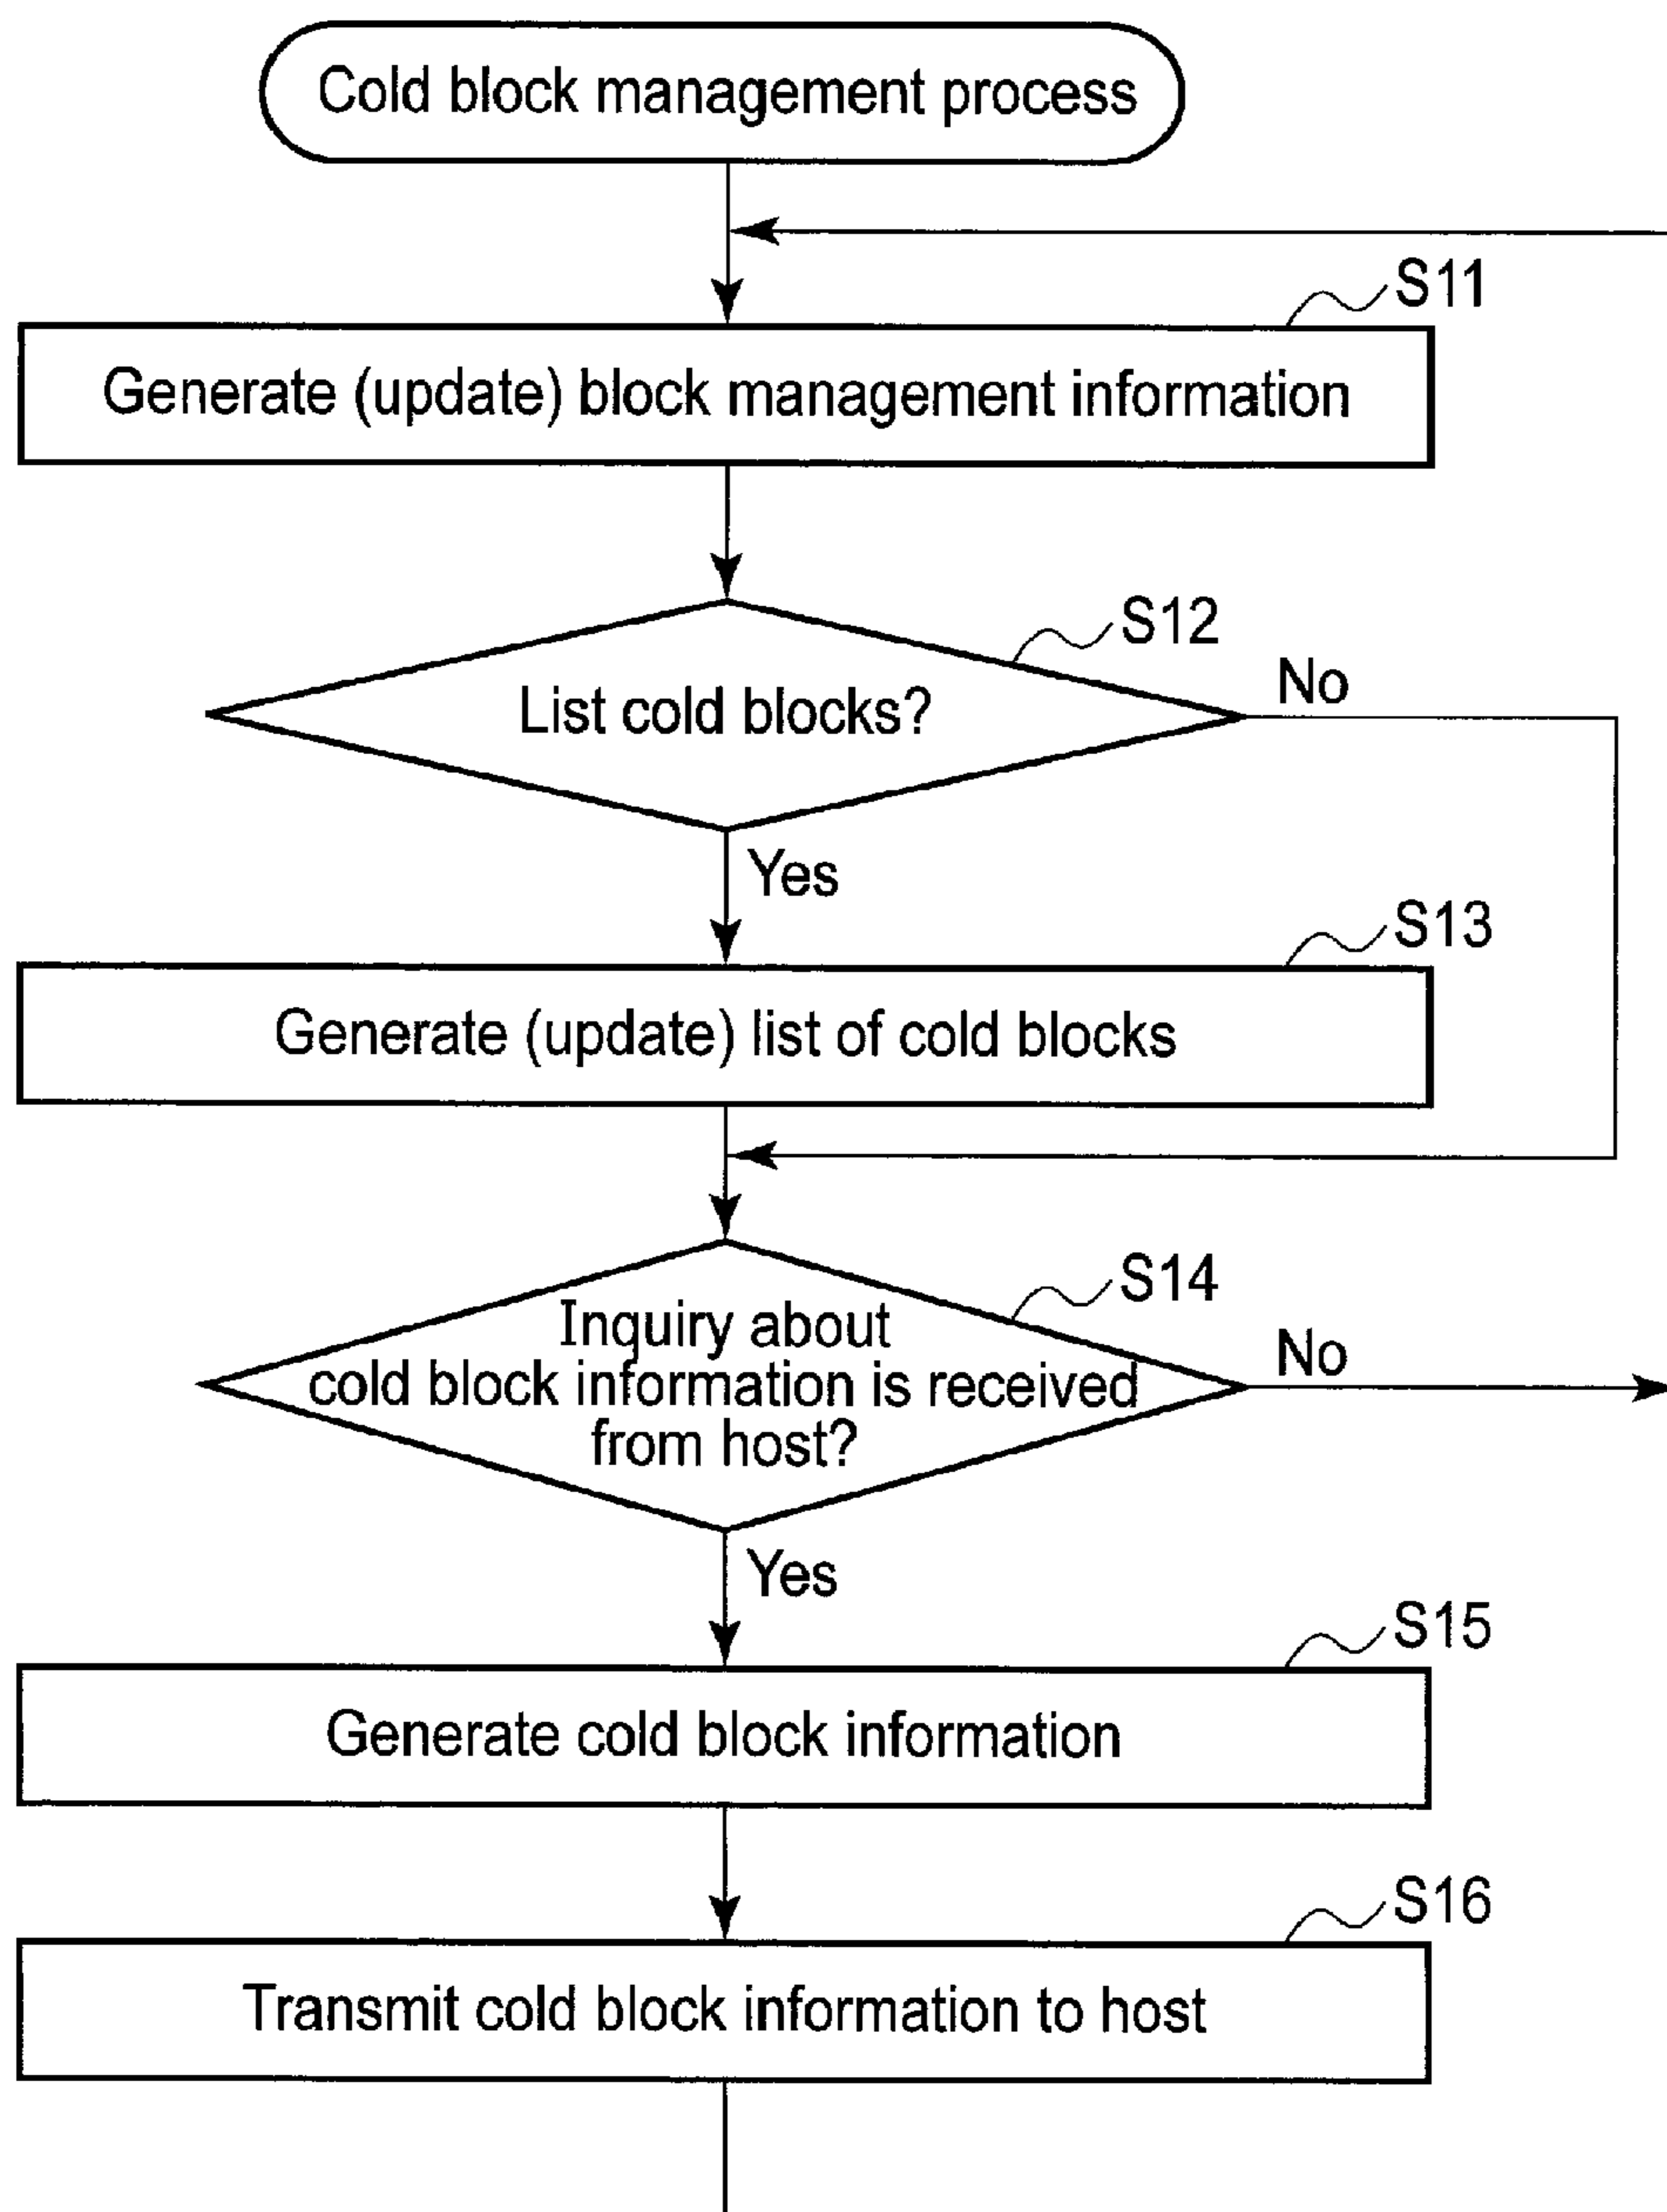 Cold block management process
S11
Generate (update) block management information
S12
List cold blocks?
No
Yes
S13
Generate (update) list of cold blocks
S14
Inquiry about
cold block information is received
from host?
No
Yes
S15
Generate cold block information
S16
Transmit cold block information to host